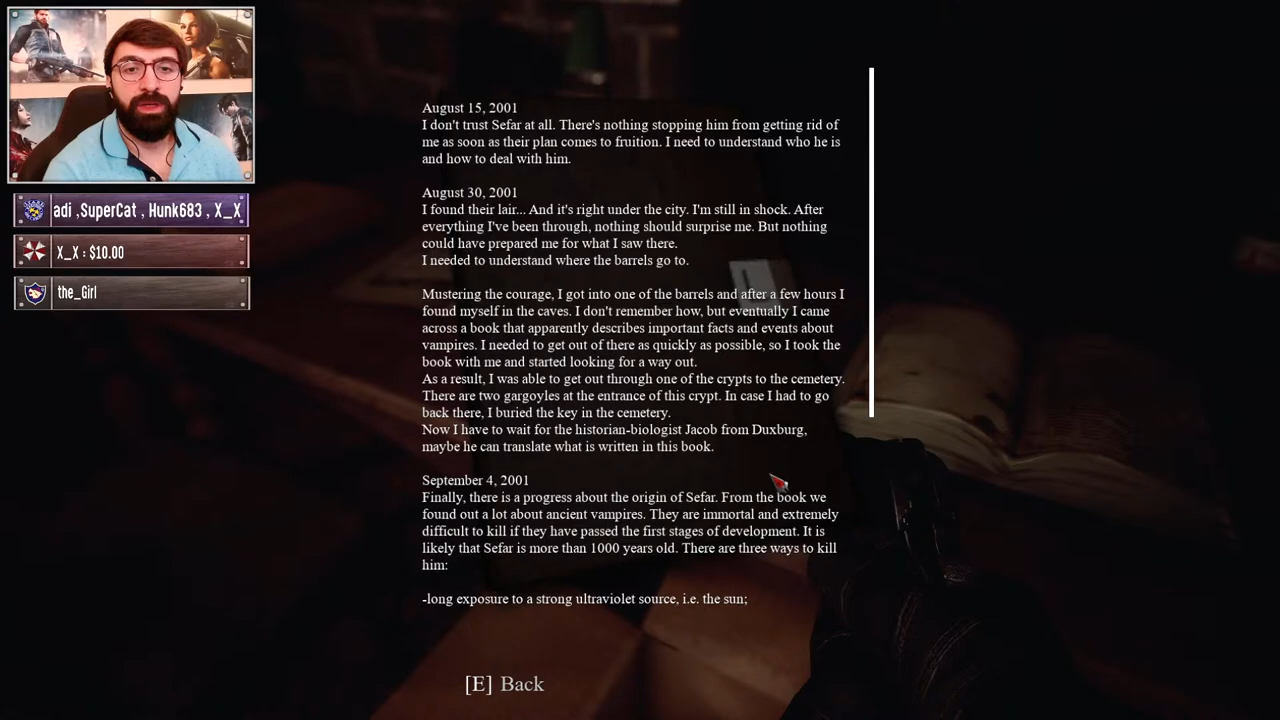 adi ,SuperCat , Hunk683 , X_X
X_X : $10.00
the_Girl
August 15, 2001
I don't trust Sefar at all. There's nothing stopping him from getting rid of
me as soon as their plan comes to fruition. I need to understand who he is
and how to deal with him.
August 30, 2001
I found their lair... And it's right under the city. I'm still in shock. After
everything I've been through, nothing should surprise me. But nothing
could have prepared me for what I saw there.
I needed to understand where the barrels go to.
Mustering the courage, I got into one of the barrels and after a few hours I
found myself in the caves. I don't remember how, but eventually I came
across a book that apparently describes important facts and events about
vampires. I needed to get out of there as quickly as possible, so I took the
book with me and started looking for a way out.
As a result, I was able to get out through one of the crypts to the cemetery.
There are two gargoyles at the entrance of this crypt. In case I had to go
back there, I buried the key in the cemetery.
Now I have to wait for the historian-biologist Jacob from Duxburg,
maybe he can translate what is written in this book.
September 4, 2001
Finally, there is a progress about the origin of Sefar. From the book we
found out a lot about ancient vampires. They are immortal and extremely
difficult to kill if they have passed the first stages of development. It is
likely that Sefar is more than 1000 years old. There are three ways to kill
him:
-long exposure to a strong ultraviolet source, i.e. the sun;
[E] Back